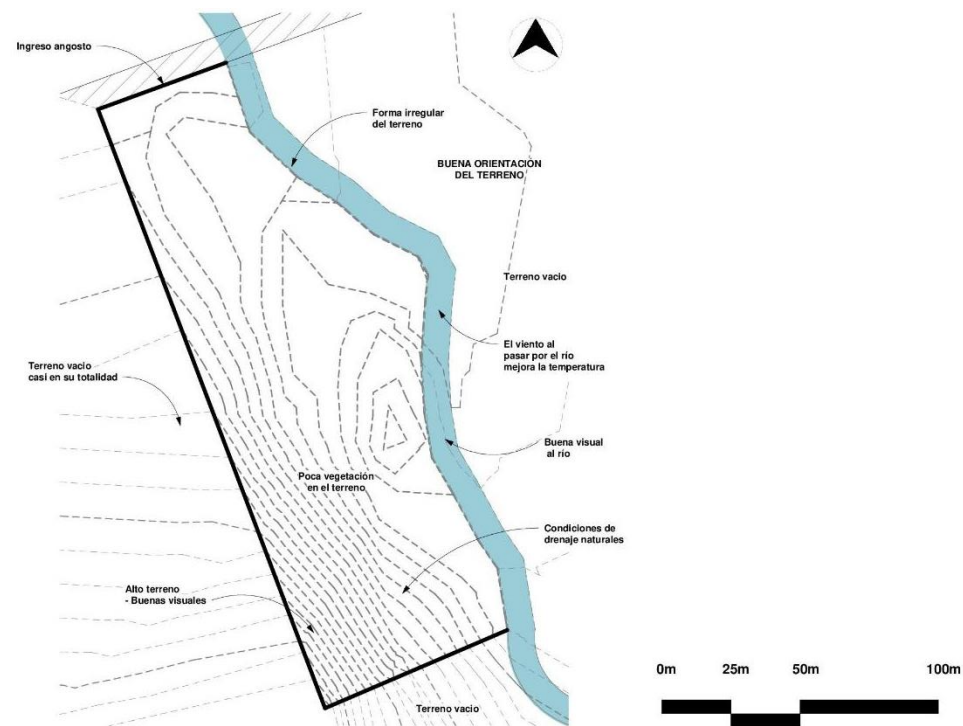 Ingreso angosto
Forma irregular
del terreno
BUENA ORIENTACION
DEL TERRENO
Terreno vacio
El viento al
pasar por el río
mejora la temperatura
Terreno vacio
casi en su totalidad
Buena visual
al río
Poca vegetación
en el terreno
Condiciones de
drenaje naturales
Alto terreno
- Buenas visuales
Terreno vacio
0m 25m 50m 100m